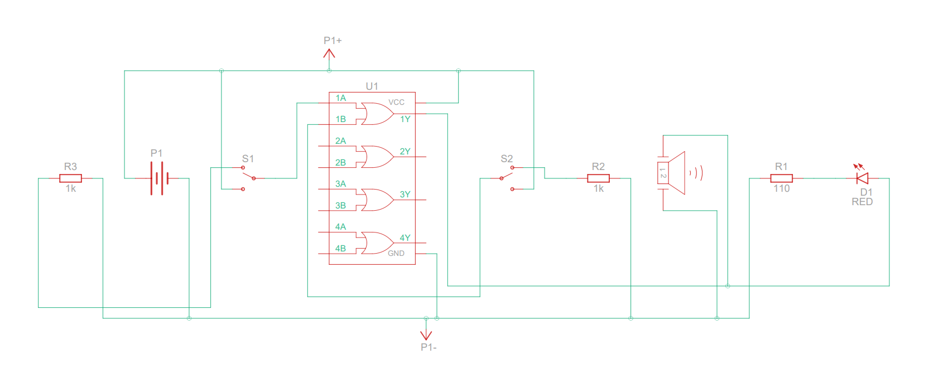 P1+
U1
1A
VCC
1B
1Y
2A
2B
2Y
3A
3B
3Y
4A
4B
4Y
GND
R3
1k
P1
S1
S2
R2
1k
1 2
R1
110
D1
RED
P1-